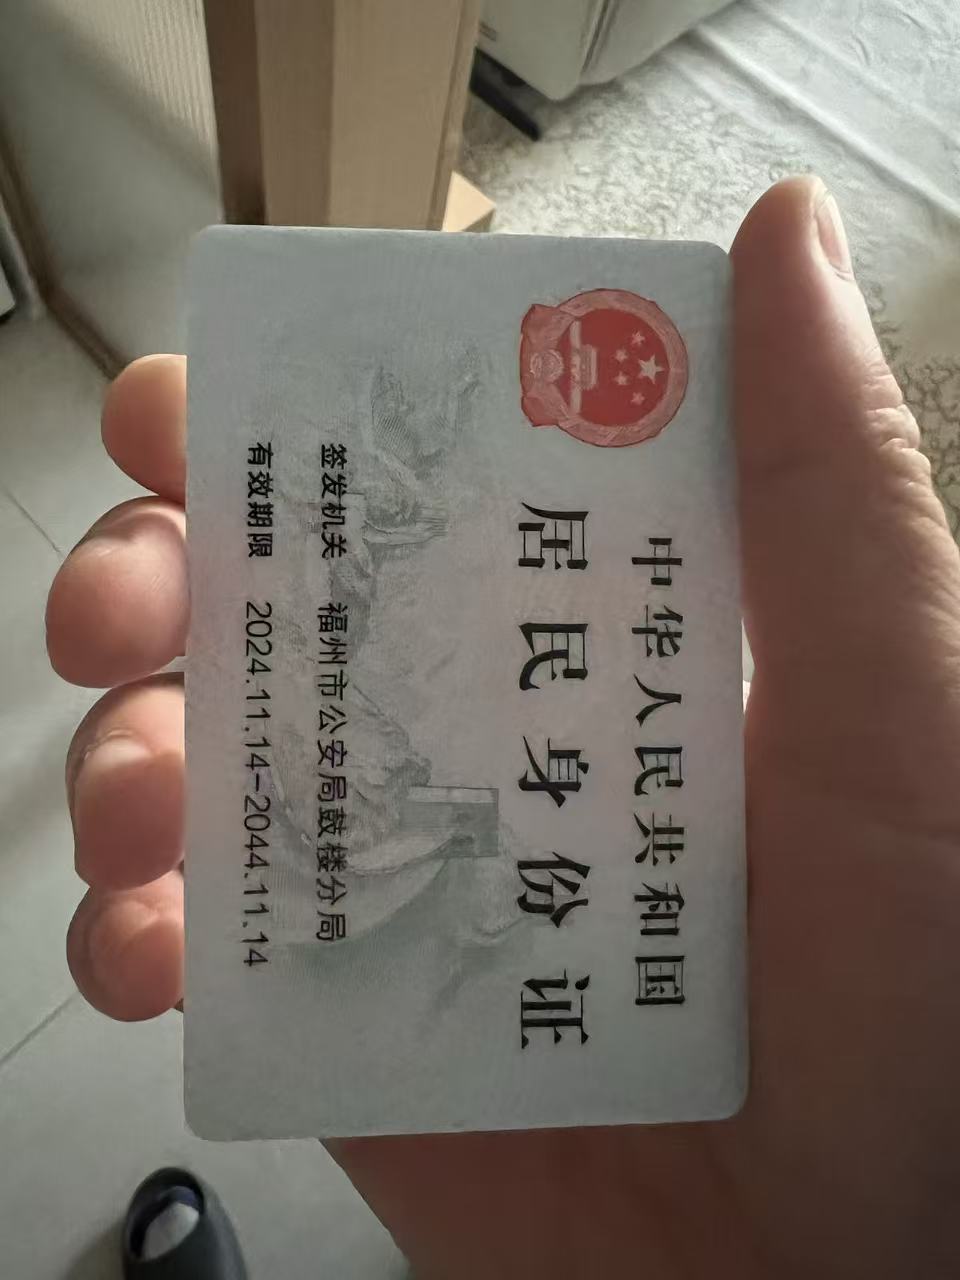 中华人民共和国
居民身份证
签发机关 福州市公安局鼓楼分局
有效期限 2024.11.14-2044.11.14